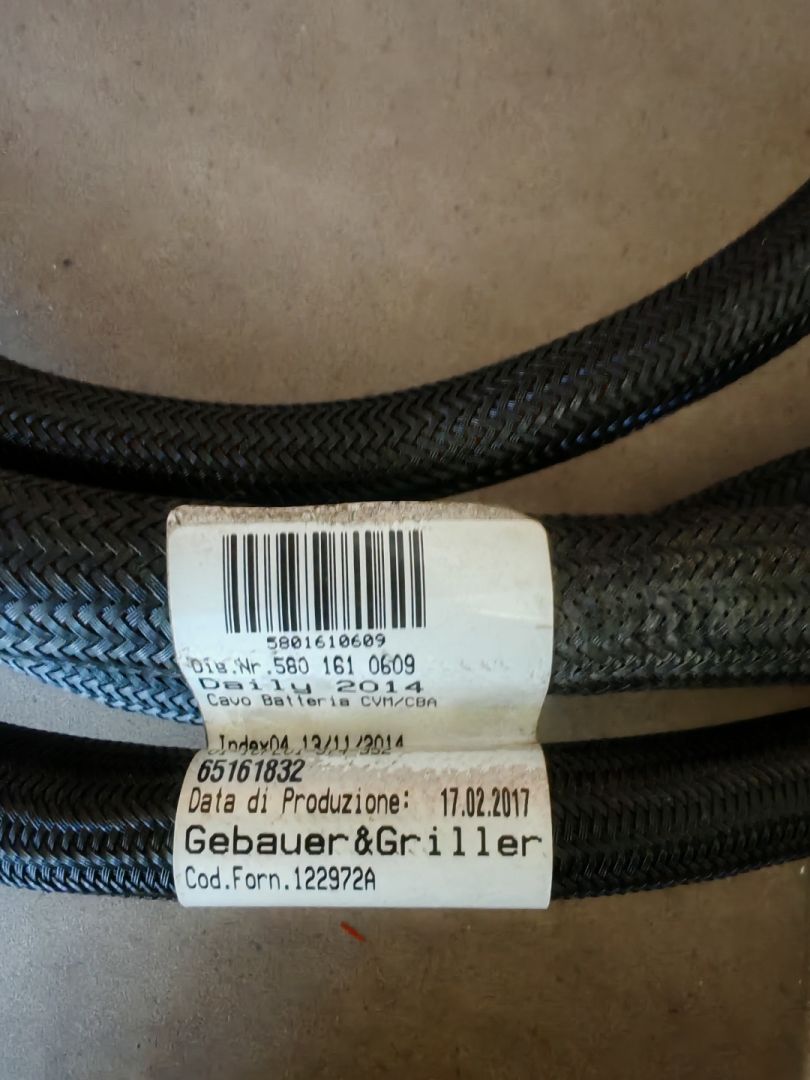 5801610609
Dis.Nr.580 161 0609
Daily 2014
Cavo Batteria CVM/CBA
Index04 13/11/2014
65161832
Data di Produzione: 17.02.2017
Gebauer&Griller
Cod.Forn.122972A